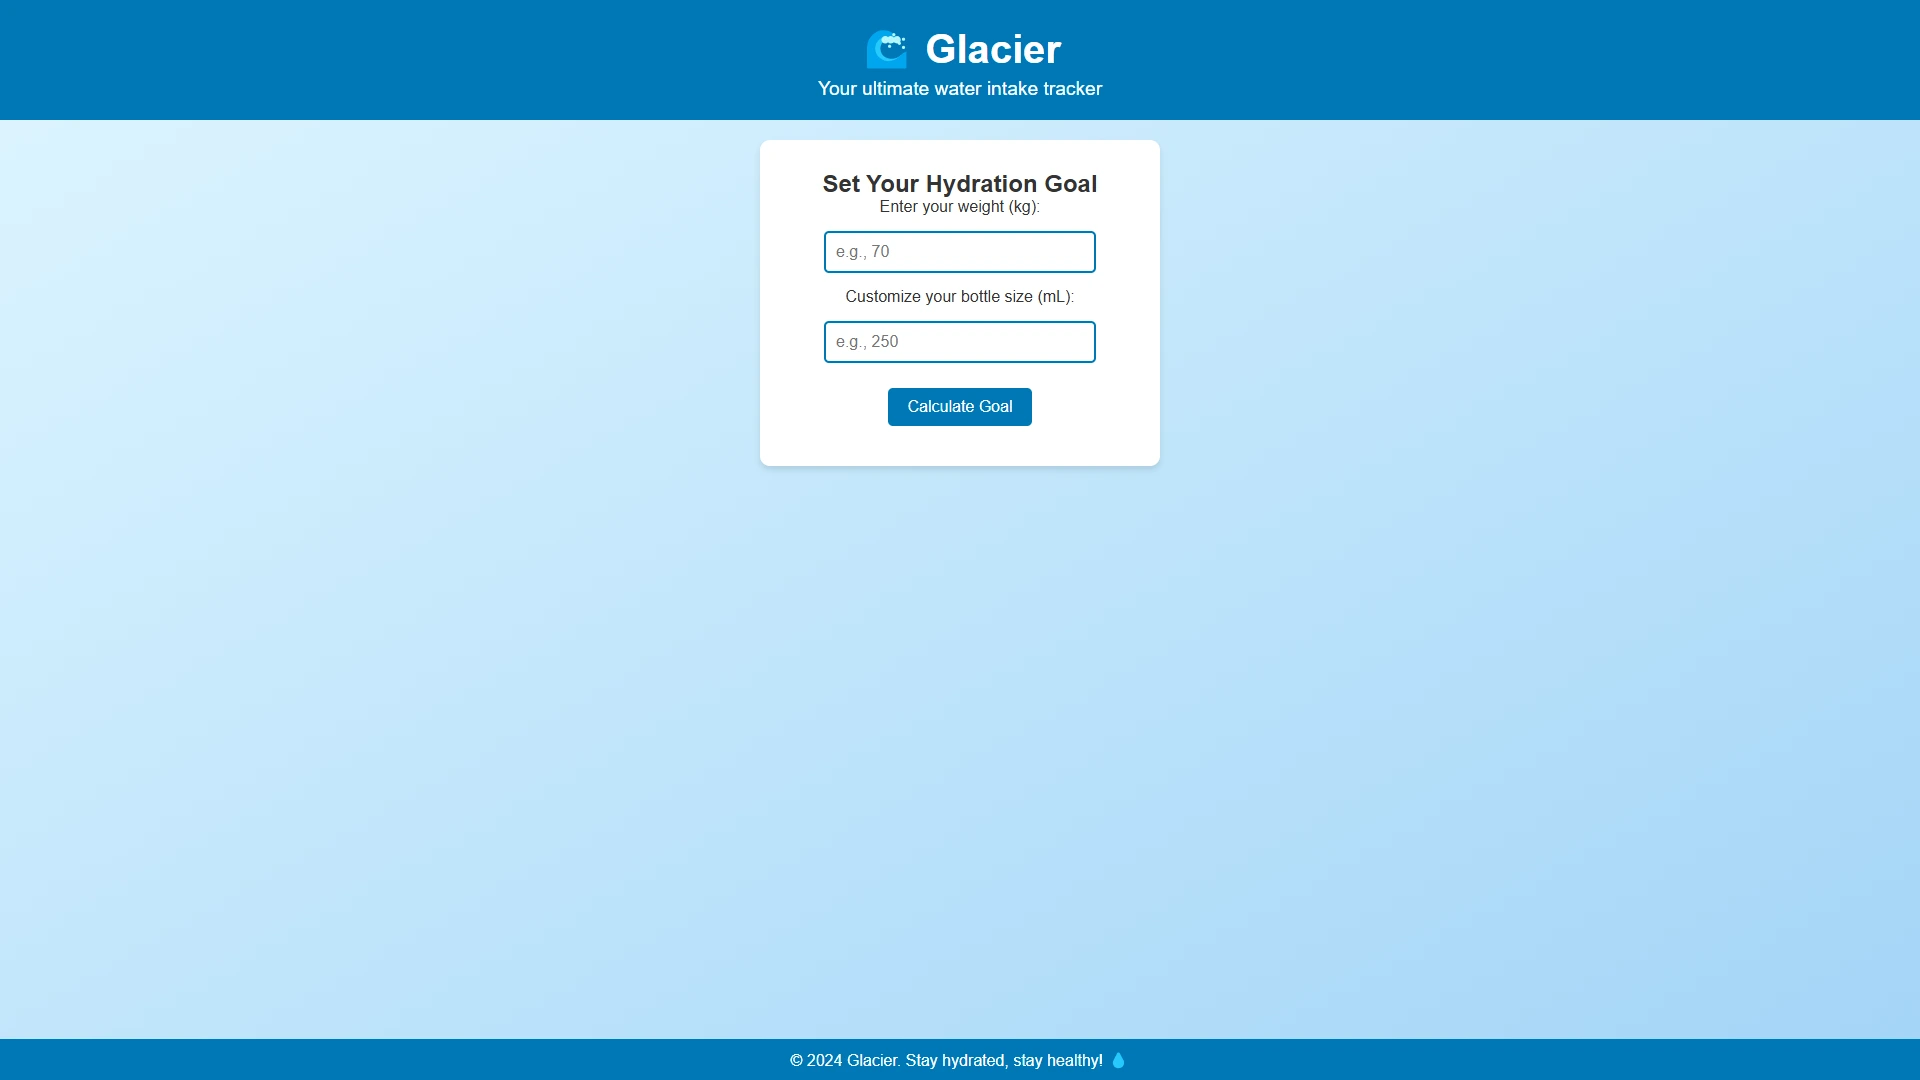 Glacier
Your ultimate water intake tracker
Set Your Hydration Goal
Enter your weight (kg):
e.g., 70
Customize your bottle size (mL):
e.g., 250
Calculate Goal
© 2024 Glacier. Stay hydrated, stay healthy!